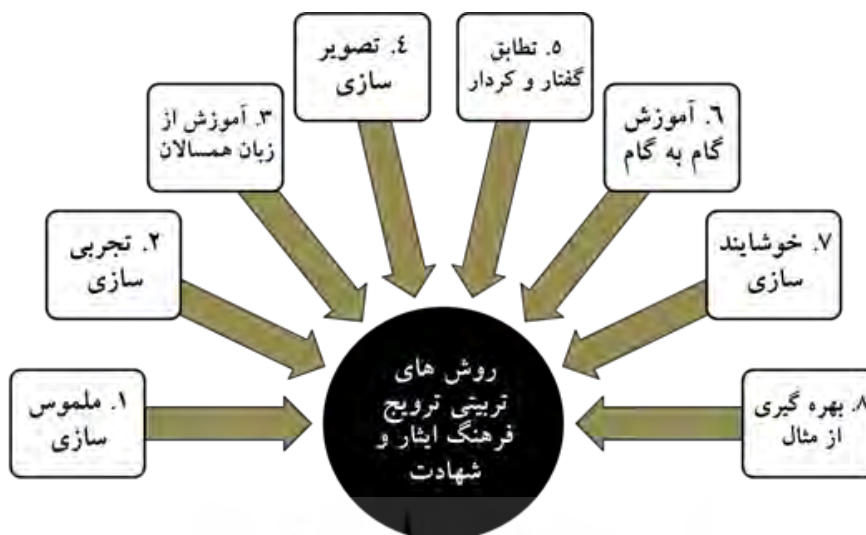 ۱. ملموس
سازی
۲. تجربی
سازی
۳. آموزش از
زبان همسالان
۴. تصویر
سازی
۵. تطابق
گفتار و کردار
۶. آموزش
گام به گام
۷. خوشایند
سازی
۸. بهره گیری
از مثال
روش های
تربیتی ترویج
فرهنگ ایثار و
شهادت